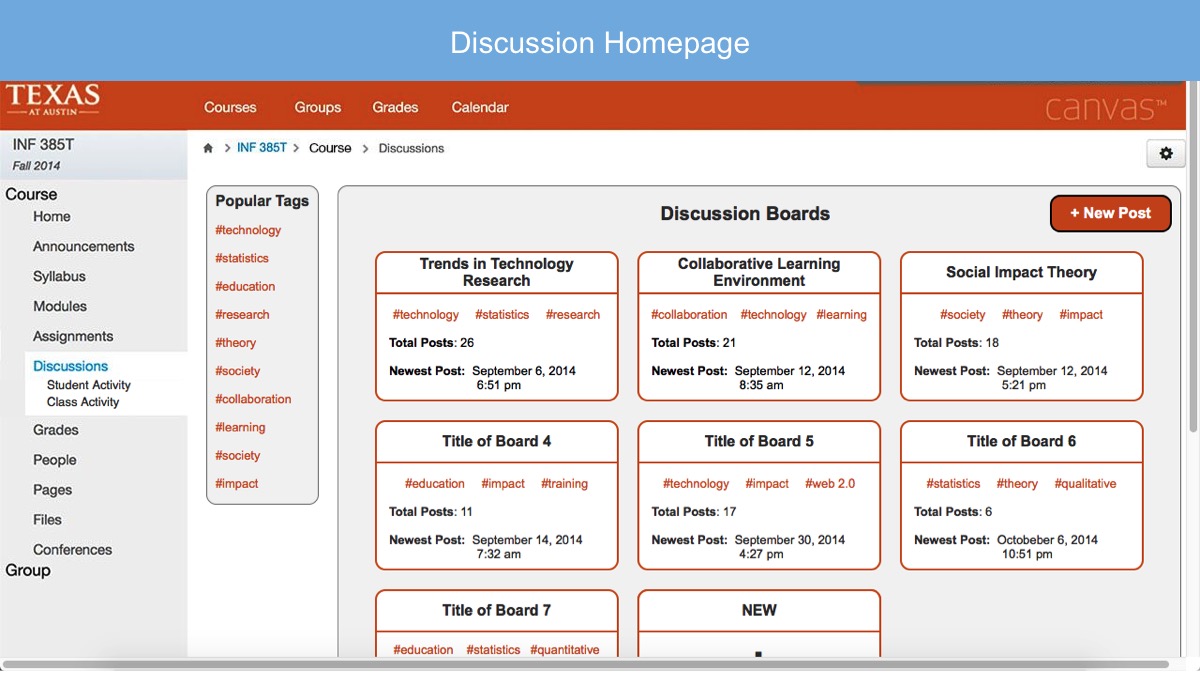 Discussion Homepage
TEXAS
AT AUSTIN
Courses Groups Grades Calendar
canvas™
INF 385T
Fall 2014
Course
Home
Announcements
Syllabus
Modules
Assignments
Discussions
Student Activity
Class Activity
Grades
People
Pages
Files
Conferences
Group
> INF 385T > Course > Discussions
Popular Tags
#technology
#statistics
#education
#research
#theory
#society
#collaboration
#learning
#society
#impact
Discussion Boards
+ New Post
Trends in Technology
Research
#technology #statistics #research
Total Posts: 26
Newest Post: September 6, 2014
6:51 pm
Collaborative Learning
Environment
#collaboration #technology #learning
Total Posts: 21
Newest Post: September 12, 2014
8:35 am
Social Impact Theory
#society #theory #impact
Total Posts: 18
Newest Post: September 12, 2014
5:21 pm
Title of Board 4
#education #impact #training
Total Posts: 11
Newest Post: September 14, 2014
7:32 am
Title of Board 5
#technology #impact #web 2.0
Total Posts: 17
Newest Post: September 30, 2014
4:27 pm
Title of Board 6
#statistics #theory #qualitative
Total Posts: 6
Newest Post: Octobeber 6, 2014
10:51 pm
Title of Board 7
#education #statistics #quantitative
NEW